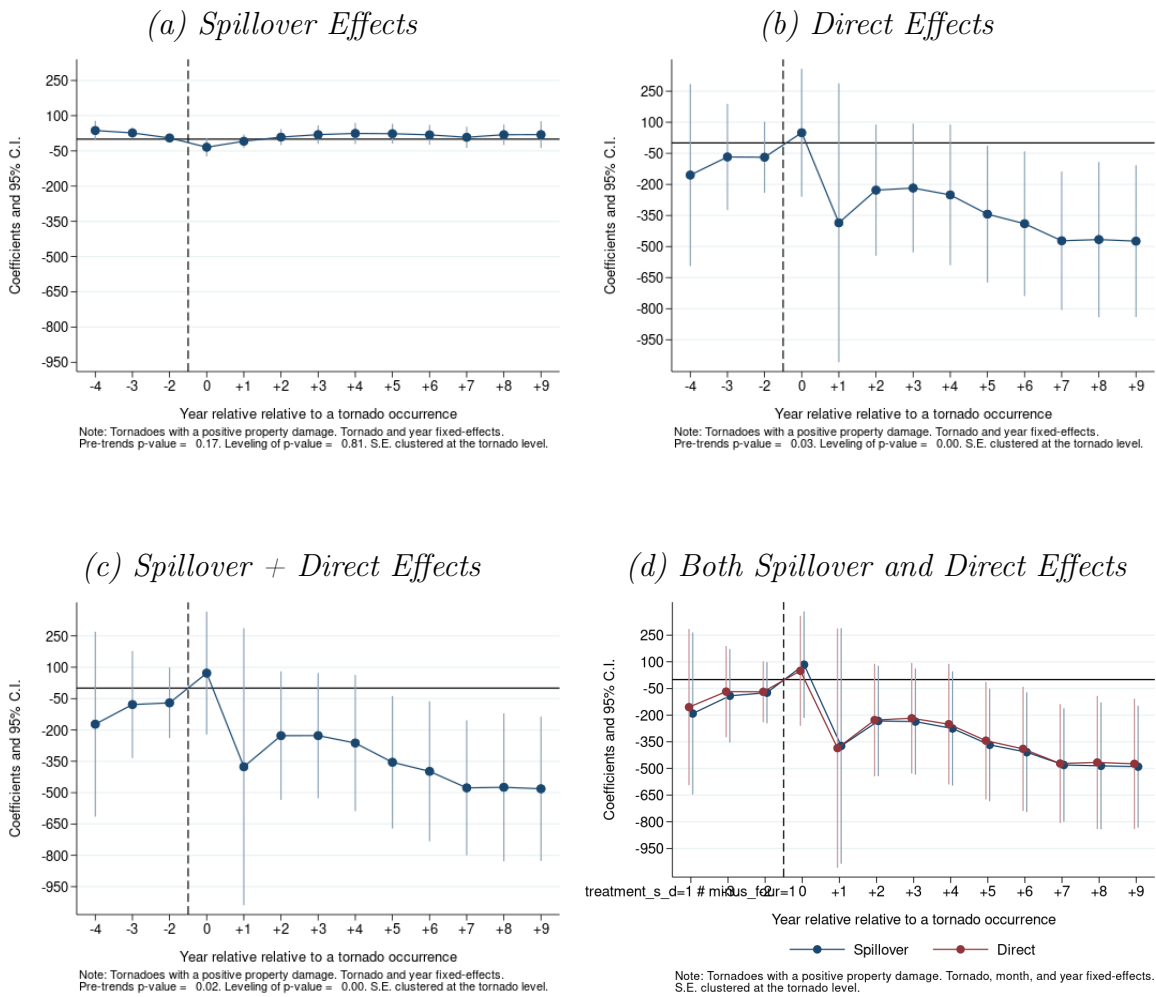 (a) Spillover Effects
Coefficients and 95% C.I.
250
100
-50
-200
-350
-500
-650
-800
-950
-4 -3 -2 0 +1 +2 +3 +4 +5 +6 +7 +8 +9
Year relative relative to a tornado occurrence
Note: Tornadoes with a positive property damage. Tornado and year fixed-effects.
Pre-trends p-value = 0.17. Leveling of p-value = 0.81. S.E. clustered at the tornado level.
(b) Direct Effects
Coefficients and 95% C.I.
250
100
-50
-200
-350
-500
-650
-800
-950
-4 -3 -2 0 +1 +2 +3 +4 +5 +6 +7 +8 +9
Year relative relative to a tornado occurrence
Note: Tornadoes with a positive property damage. Tornado and year fixed-effects.
Pre-trends p-value = 0.03. Leveling of p-value = 0.00. S.E. clustered at the tornado level.
(c) Spillover + Direct Effects
Coefficients and 95% C.I.
250
100
-50
-200
-350
-500
-650
-800
-950
-4 -3 -2 0 +1 +2 +3 +4 +5 +6 +7 +8 +9
Year relative relative to a tornado occurrence
Note: Tornadoes with a positive property damage. Tornado and year fixed-effects.
Pre-trends p-value = 0.02. Leveling of p-value = 0.00. S.E. clustered at the tornado level.
(d) Both Spillover and Direct Effects
Coefficients and 95% C.I.
250
100
-50
-200
-350
-500
-650
-800
-950
treatment_s_d=1 # minus_four=1 -3 -2 0 +1 +2 +3 +4 +5 +6 +7 +8 +9
Year relative relative to a tornado occurrence
Spillover Direct
Note: Tornadoes with a positive property damage. Tornado, month, and year fixed-effects.
S.E. clustered at the tornado level.